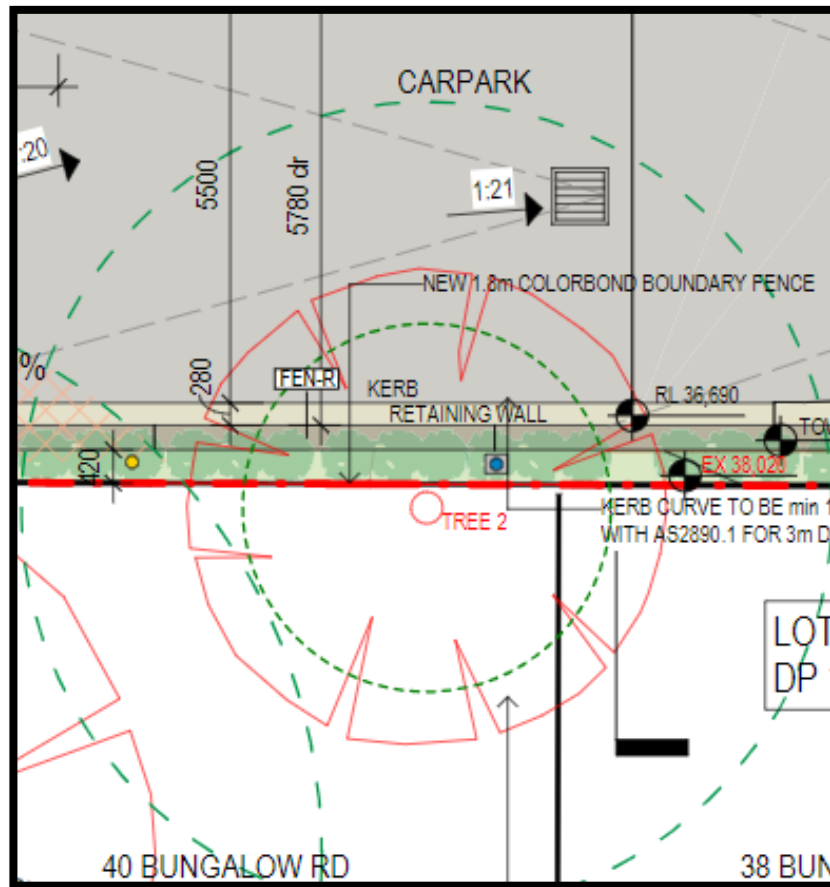 CARPARK
:20
5500
5780 dr
1:21
NEW 1.8m COLORBOND BOUNDARY FENCE
%
280
FEN-R
KERB
RL 36,690
RETAINING WALL
TOW
420
EX 38,020
KERB CURVE TO BE min 1
WITH AS2890.1 FOR 3m D
TREE 2
LOT
DP 1
40 BUNGALOW RD
38 BUN